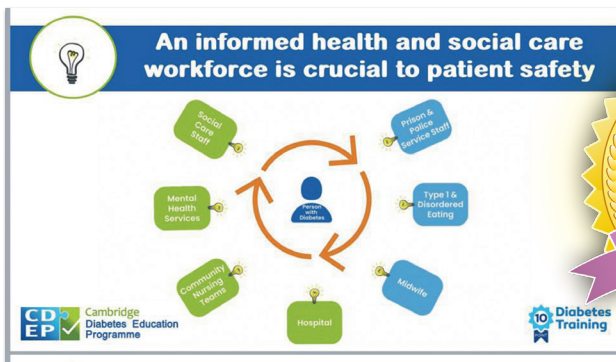 An informed health and social care
workforce is crucial to patient safety
Social
Care
Staff
Prison &
Police
Service Staff
Mental
Health
Services
Person
with
Diabetes
Type 1 &
Disordered
Eating
Community
Nursing
Teams
Hospital
Midwife
CD
EP
Cambridge
Diabetes Education
Programme
10
Diabetes
Training